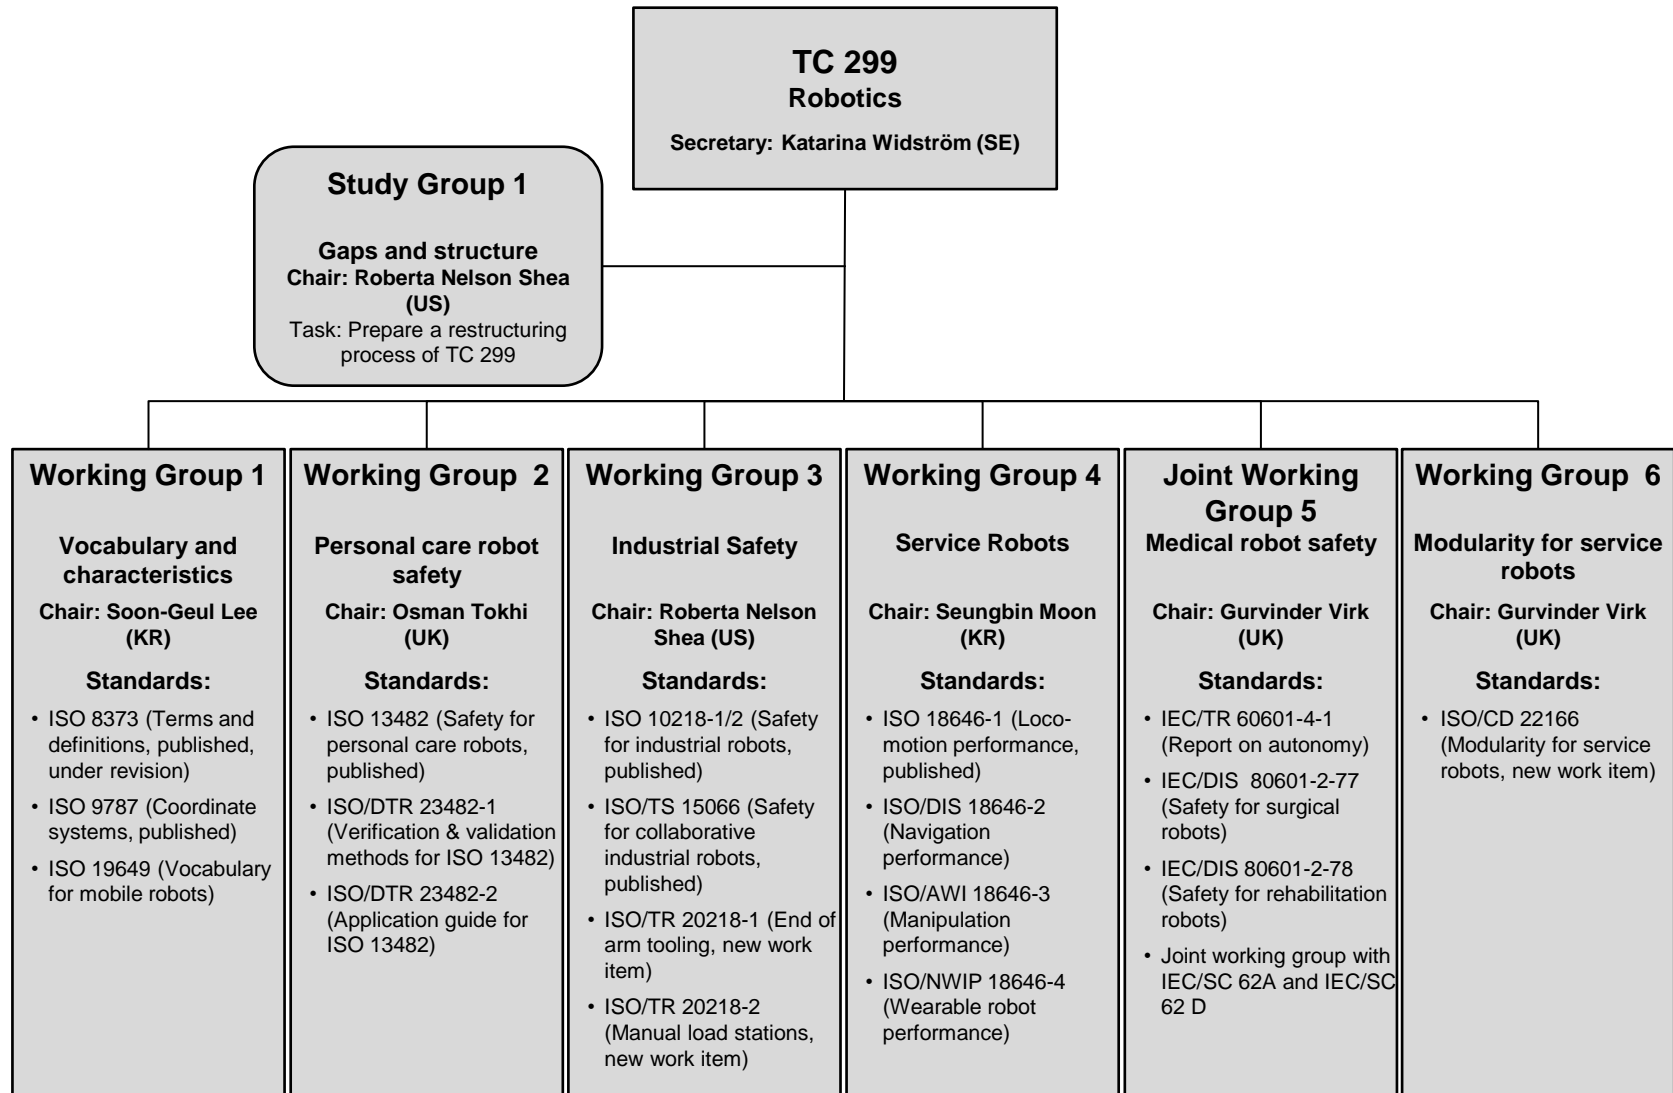 TC 299
Robotics
Secretary: Katarina Widström (SE)
Study Group 1
Gaps and structure
Chair: Roberta Nelson Shea
(US)
Task: Prepare a restructuring
process of TC 299
Working Group 1
Vocabulary and
characteristics
Chair: Soon-Geul Lee
(KR)
Standards:
• ISO 8373 (Terms and
definitions, published,
under revision)
• ISO 9787 (Coordinate
systems, published)
• ISO 19649 (Vocabulary
for mobile robots)
Working Group 2
Personal care robot
safety
Chair: Osman Tokhi
(UK)
Standards:
• ISO 13482 (Safety for
personal care robots,
published)
• ISO/DTR 23482-1
(Verification & validation
methods for ISO 13482)
• ISO/DTR 23482-2
(Application guide for
ISO 13482)
Working Group 3
Industrial Safety
Chair: Roberta Nelson
Shea (US)
Standards:
• ISO 10218-1/2 (Safety
for industrial robots,
published)
• ISO/TS 15066 (Safety
for collaborative
industrial robots,
published)
• ISO/TR 20218-1 (End of
arm tooling, new work
item)
• ISO/TR 20218-2
(Manual load stations,
new work item)
Working Group 4
Service Robots
Chair: Seungbin Moon
(KR)
Standards:
• ISO 18646-1 (Loco-
motion performance,
published)
• ISO/DIS 18646-2
(Navigation
performance)
• ISO/AWI 18646-3
(Manipulation
performance)
• ISO/NWIP 18646-4
(Wearable robot
performance)
Joint Working
Group 5
Medical robot safety
Chair: Gurvinder Virk
(UK)
Standards:
• IEC/TR 60601-4-1
(Report on autonomy)
• IEC/DIS 80601-2-77
(Safety for surgical
robots)
• IEC/DIS 80601-2-78
(Safety for rehabilitation
robots)
• Joint working group with
IEC/SC 62A and IEC/SC
62 D
Working Group 6
Modularity for service
robots
Chair: Gurvinder Virk
(UK)
Standards:
• ISO/CD 22166
(Modularity for service
robots, new work item)